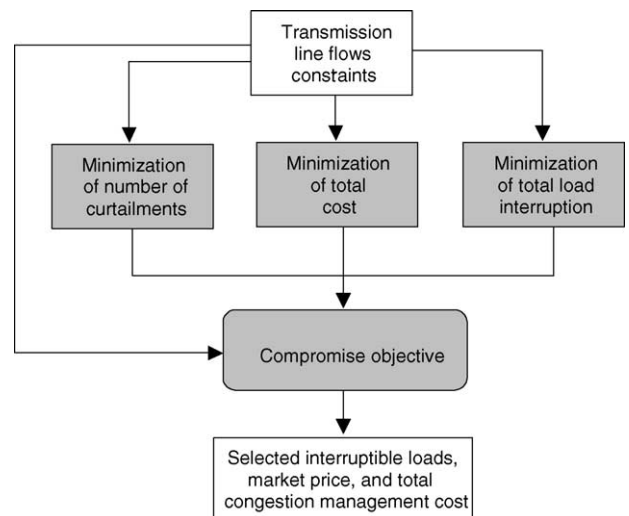 Transmission
line flows
constaints
Minimization
of number of
curtailments
Minimization
of total
cost
Minimization
of total load
interruption
Compromise objective
Selected interruptible loads,
market price, and total
congestion management cost